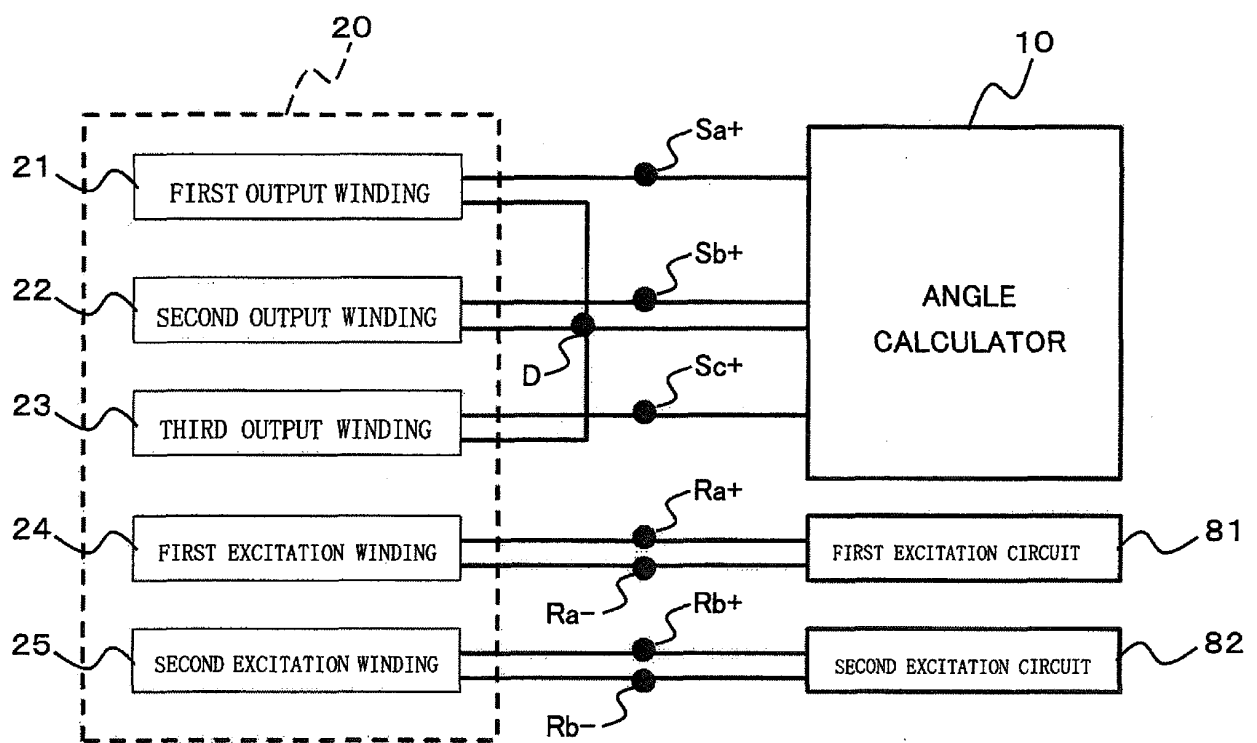 20
10
21
FIRST OUTPUT WINDING
Sa+
22
SECOND OUTPUT WINDING
Sb+
ANGLE
CALCULATOR
D
23
THIRD OUTPUT WINDING
Sc+
24
FIRST EXCITATION WINDING
Ra+
Ra-
FIRST EXCITATION CIRCUIT
81
25
SECOND EXCITATION WINDING
Rb+
Rb-
SECOND EXCITATION CIRCUIT
82